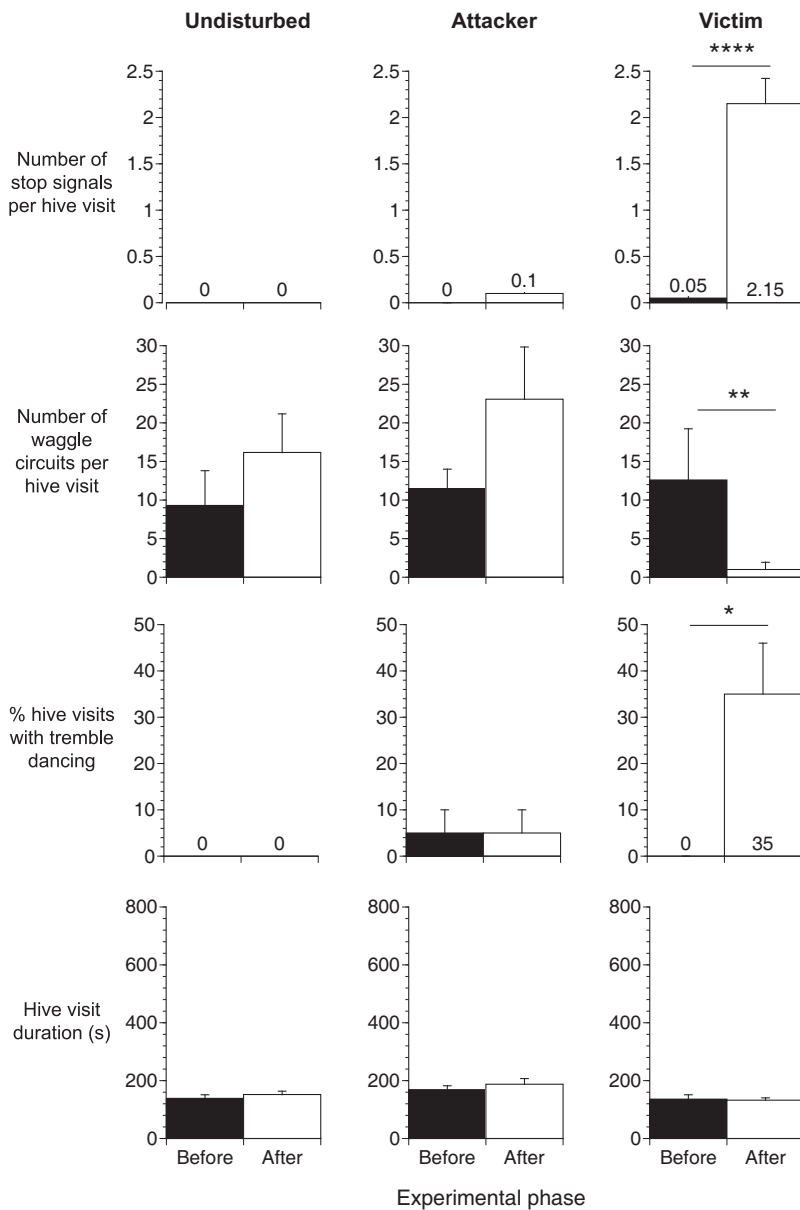 Undisturbed Attacker Victim
****
Number of
stop signals
per hive visit
2.5 2.5 2.5
2 2 2
1.5 1.5 1.5
1 1 1
0.5 0.5 0.5
0 0 0
0 0 0 0.1 0.05 2.15
Number of
waggle
circuits per
hive visit
30 30 30
25 25 25
20 20 20
15 15 15
10 10 10
5 5 5
0 0 0
**
% hive visits
with tremble
dancing
50 50 50
40 40 40
30 30 30
20 20 20
10 10 10
0 0 0
0 0 0 35
*
Hive visit
duration (s)
800 800 800
600 600 600
400 400 400
200 200 200
0 0 0
Before After Before After Before After
Experimental phase